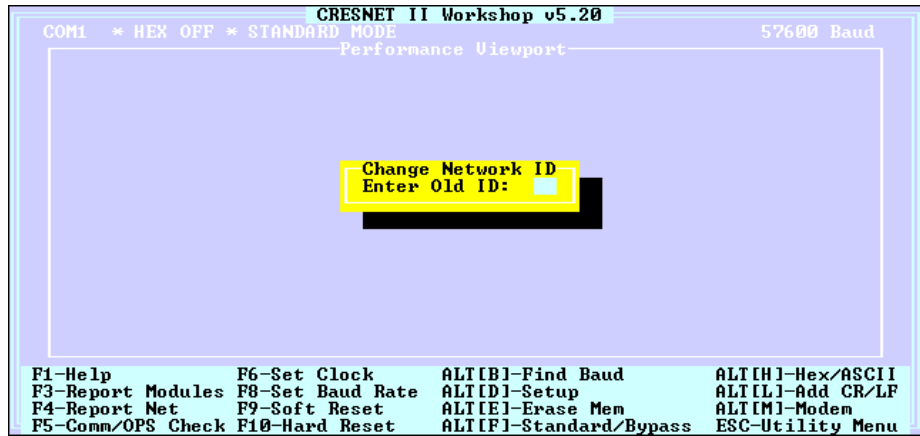 CRESNET II Workshop v5.20
COM1 * HEX OFF * STANDARD MODE 57600 Baud
Performance Viewport
Change Network ID
Enter Old ID:
F1-Help F6-Set Clock ALT[B]-Find Baud ALT[H]-Hex/ASCII
F3-Report Modules F8-Set Baud Rate ALT[D]-Setup ALT[L]-Add CR/LF
F4-Report Net F9-Soft Reset ALT[E]-Erase Mem ALT[M]-Modem
F5-Comm/OPS Check F10-Hard Reset ALT[F]-Standard/Bypass ESC-Utility Menu